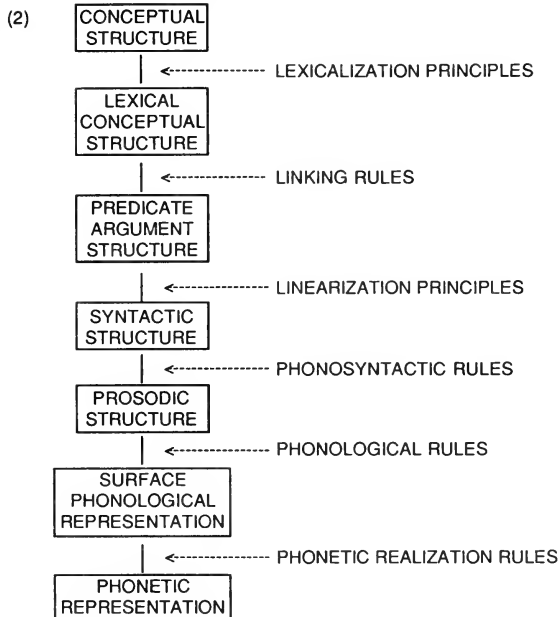 (2)
CONCEPTUAL
STRUCTURE
LEXICALIZATION PRINCIPLES
LEXICAL
CONCEPTUAL
STRUCTURE
LINKING RULES
PREDICATE
ARGUMENT
STRUCTURE
LINEARIZATION PRINCIPLES
SYNTACTIC
STRUCTURE
PHONOSYNTACTIC RULES
PROSODIC
STRUCTURE
PHONOLOGICAL RULES
SURFACE
PHONOLOGICAL
REPRESENTATION
PHONETIC REALIZATION RULES
PHONETIC
REPRESENTATION